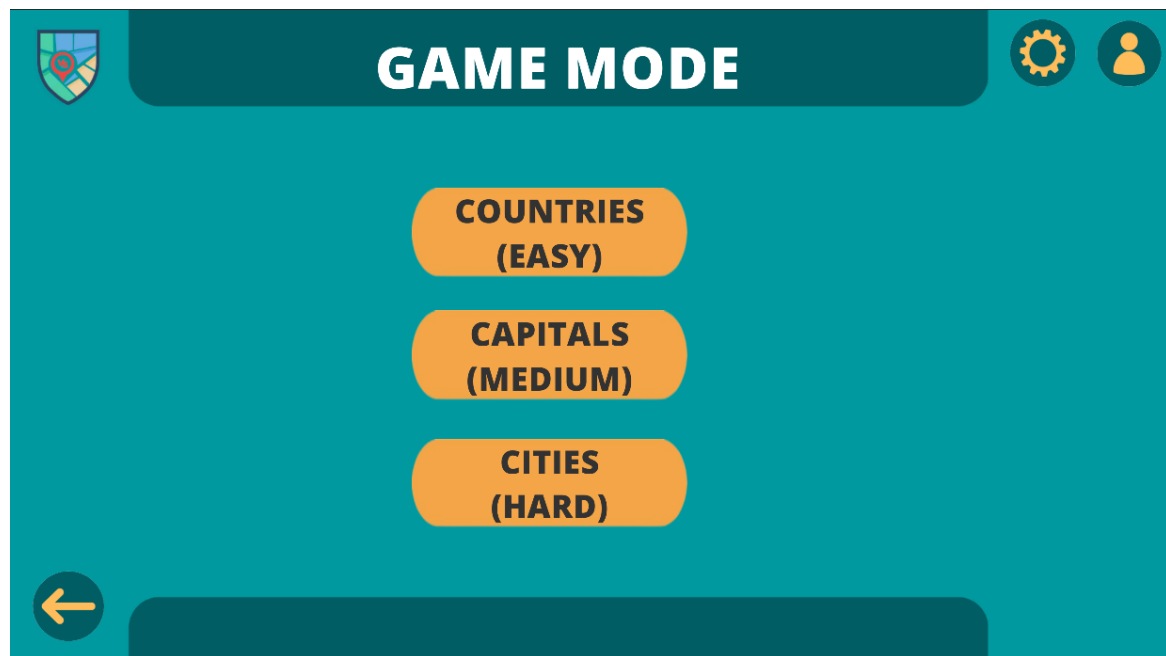 GAME MODE
COUNTRIES
(EASY)
CAPITALS
(MEDIUM)
CITIES
(HARD)